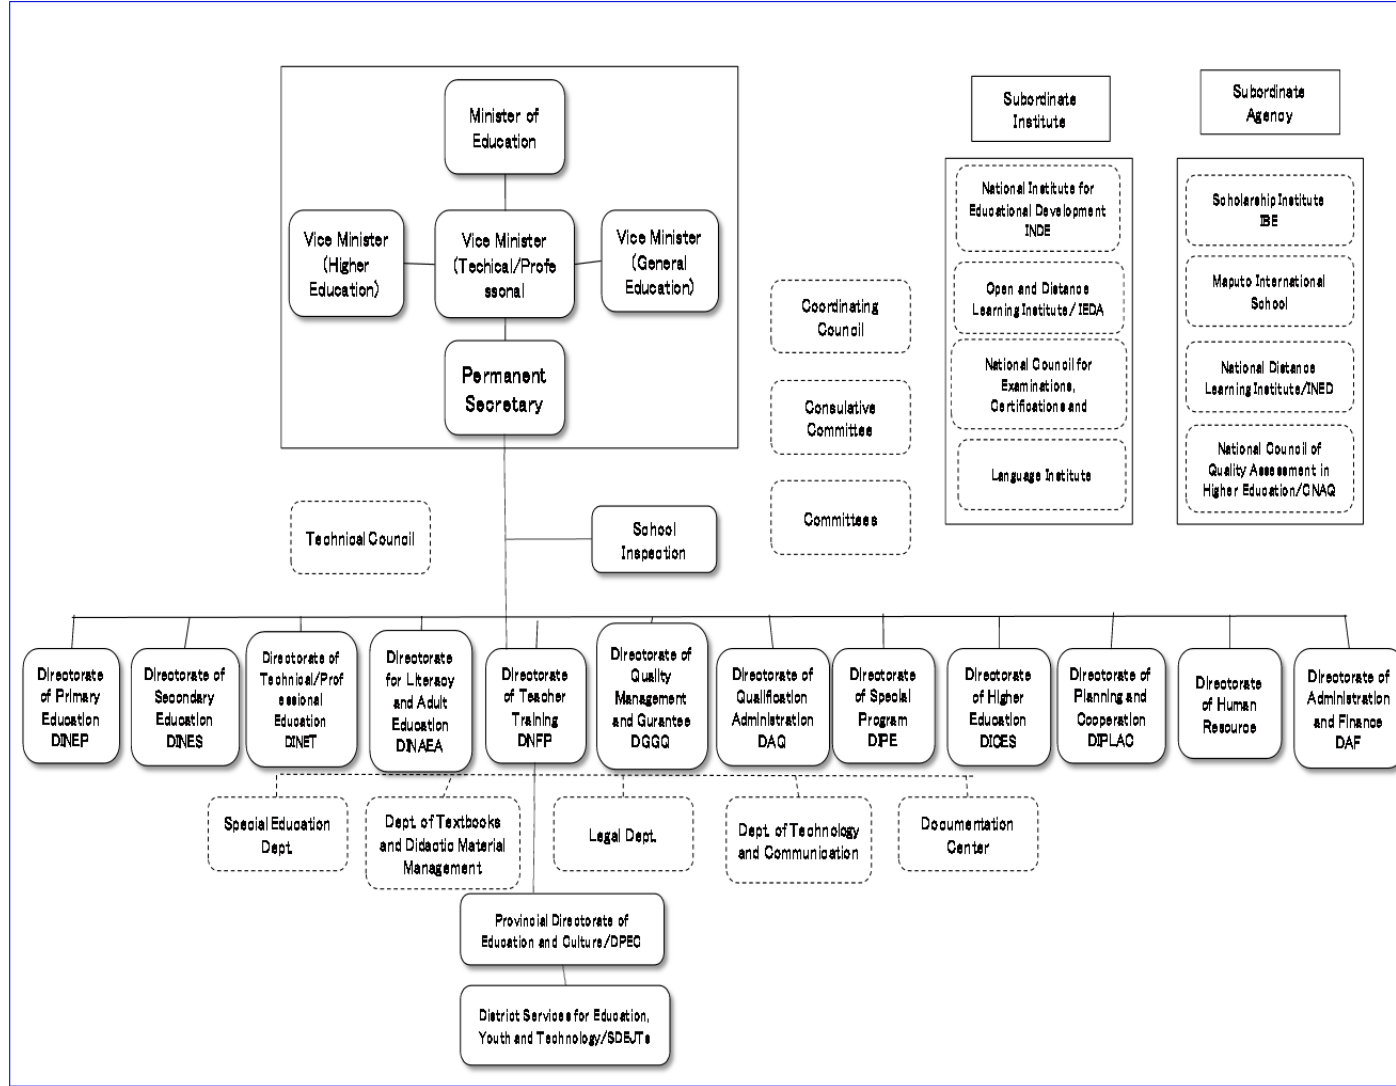 Minister of
Education
Vice Minister
(Higher
Education)
Vice Minister
(Techical/Profe
ssonal
Vice Minister
(General
Education)
Permanent
Secretary
Subordinate
Institute
National Institute for
Educational Development
INDE
Open and Distance
Learning Institute/ IEDA
National Council for
Examinations,
Certifications and
Language Institute
Subordinate
Agency
Scholarship Institute
IBE
Maputo International
School
National Distance
Learning Institute/INED
National Council of
Quality Assessment in
Higher Education/CNAQ
Coordinating
Council
Consulative
Committee
Committees
Technical Council
School
Inspection
Directorate
of Primary
Education
DINEP
Directorate of
Secondary
Education
DINES
Directorate of
Technical/Prof
essional
Education
DINET
Directorate
for Literacy
and Adult
Education
DINAEA
Directorate
of Teacher
Training
DNFP
Directorate of
Quality
Management
and Gurantee
DGGQ
Directorate of
Qualification
Administration
DAQ
Directorate
of Special
Program
DIPE
Directorate
of Higher
Education
DICES
Directorate of
Planning and
Cooperation
DIPLAC
Directorate
of Human
Resource
Directorate of
Administration
and Finance
DAF
Special Education
Dept.
Dept. of Textbooks
and Didactic Material
Management
Legal Dept.
Dept. of Technology
and Communication
Documentation
Center
Provincial Directorate of
Education and Culture/DPEC
District Services for Education,
Youth and Technology/SDEJTs